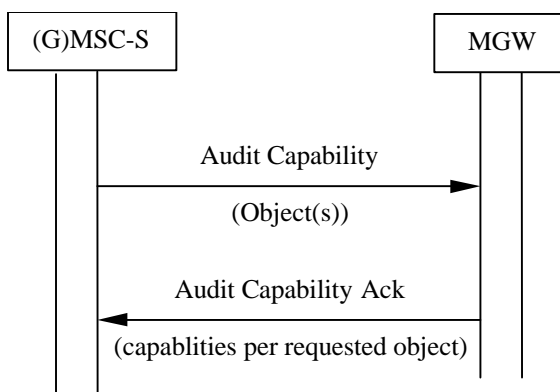 (G)MSC-S
MGW
Audit Capability
(Object(s))
Audit Capability Ack
(capablities per requested object)